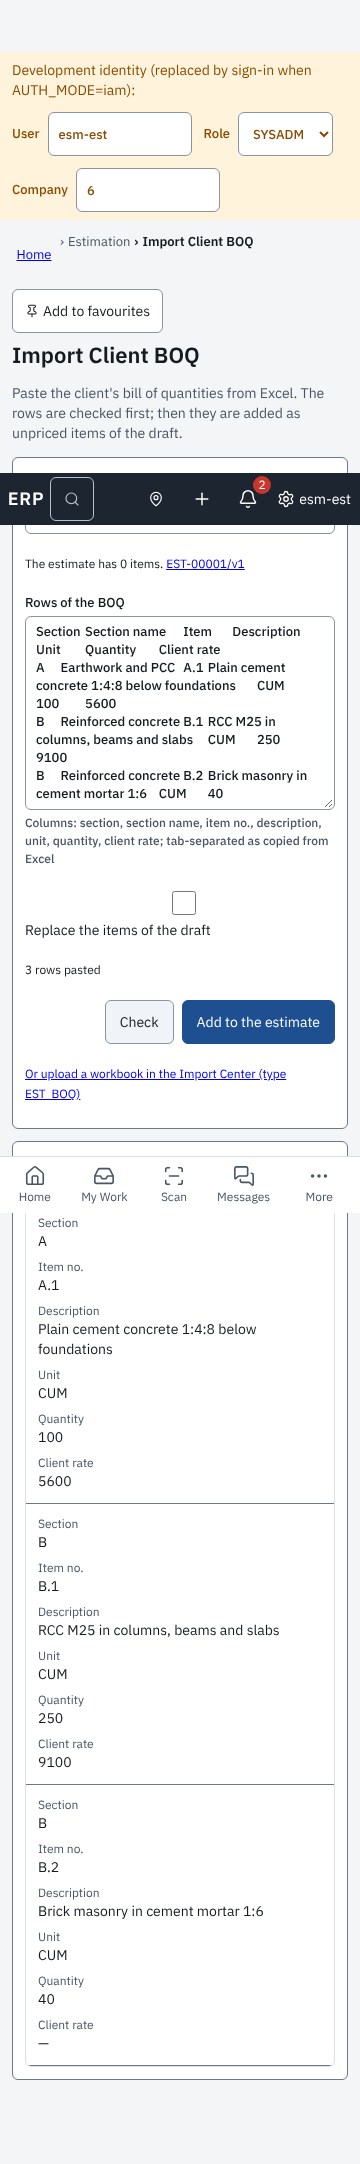 Development identity (replaced by sign-in when
AUTH_MODE=iam):
User esm-est Role SYSADM
Company 6
Home › Estimation › Import Client BOQ
Add to favourites
Import Client BOQ
Paste the client's bill of quantities from Excel. The
rows are checked first; then they are added as
unpriced items of the draft.
ERP 2 esm-est
The estimate has 0 items. EST-00001/v1
Rows of the BOQ
Section Section name Item Description
Unit Quantity Client rate
A Earthwork and PCC A.1 Plain cement
concrete 1:4:8 below foundations CUM
100 5600
B Reinforced concrete B.1 RCC M25 in
columns, beams and slabs CUM 250
9100
B Reinforced concrete B.2 Brick masonry in
cement mortar 1:6 CUM 40
Columns: section, section name, item no., description,
unit, quantity, client rate; tab-separated as copied from
Excel
Replace the items of the draft
3 rows pasted
Check Add to the estimate
Or upload a workbook in the Import Center (type
EST_BOQ)
Home My Work Scan Messages More
Section
A
Item no.
A.1
Description
Plain cement concrete 1:4:8 below
foundations
Unit
CUM
Quantity
100
Client rate
5600
Section
B
Item no.
B.1
Description
RCC M25 in columns, beams and slabs
Unit
CUM
Quantity
250
Client rate
9100
Section
B
Item no.
B.2
Description
Brick masonry in cement mortar 1:6
Unit
CUM
Quantity
40
Client rate
—